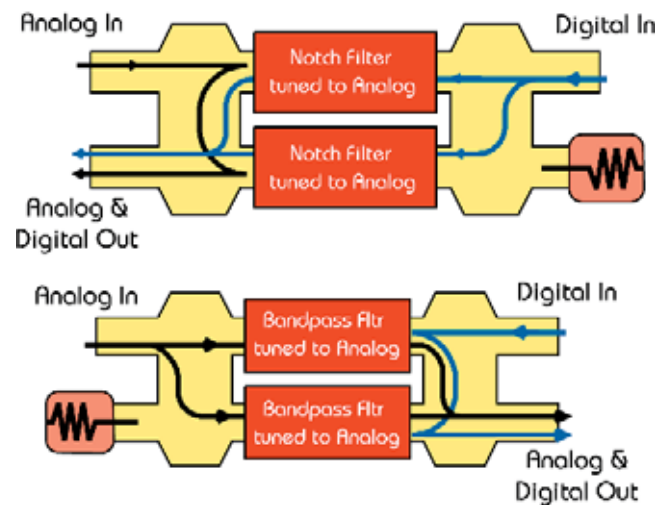 Analog In
Digital In
Notch Filter
tuned to Analog
Notch Filter
tuned to Analog
Analog &
Digital Out
Analog In
Digital In
Bandpass Fltr
tuned to Analog
Bandpass Fltr
tuned to Analog
Analog &
Digital Out